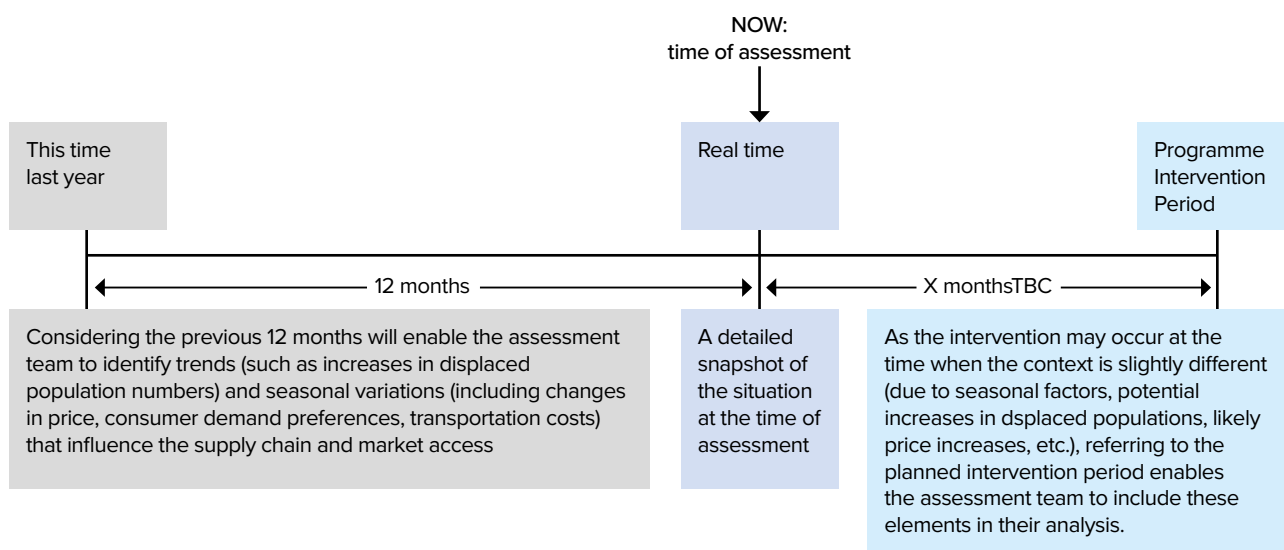 NOW:
time of assessment
This time
last year
Real time
Programme
Intervention
Period
12 months
X monthsTBC
Considering the previous 12 months will enable the assessment
team to identify trends (such as increases in displaced
population numbers) and seasonal variations (including changes
in price, consumer demand preferences, transportation costs)
that influence the supply chain and market access
A detailed
snapshot of
the situation
at the time of
assessment
As the intervention may occur at the
time when the context is slightly different
(due to seasonal factors, potential
increases in dsplaced populations, likely
price increases, etc.), referring to the
planned intervention period enables
the assessment team to include these
elements in their analysis.